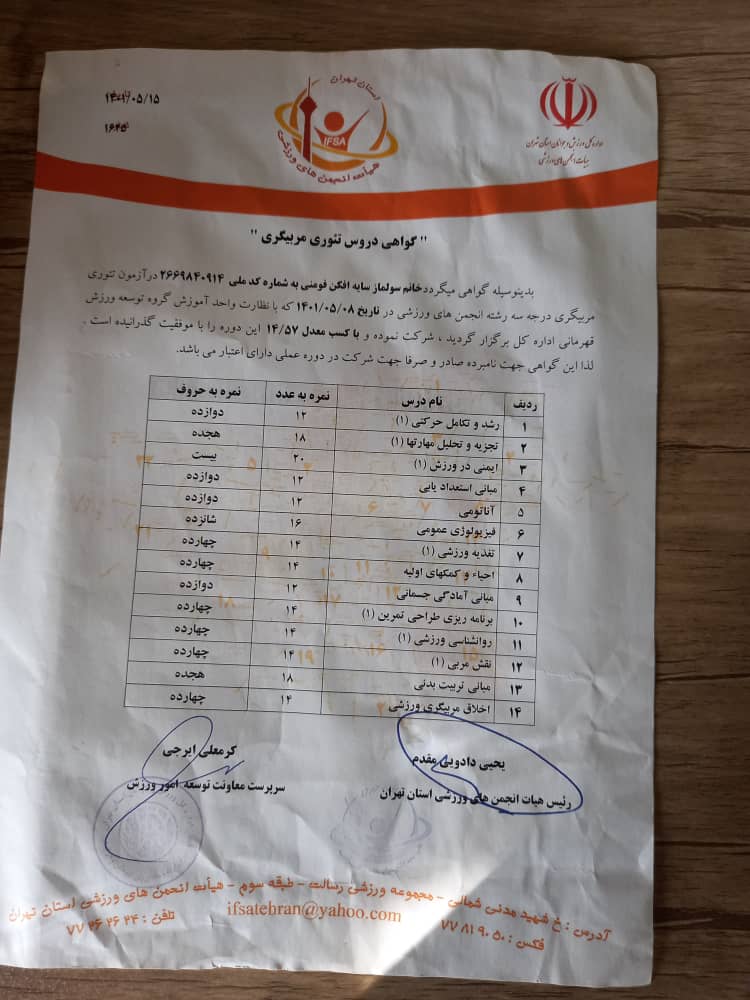 استان تهران
IFSA
هیأت انجمن های ورزشی
اداره کل ورزش و جوانان استان تهران
هیات انجمن های ورزشی
۱۴۰۱/۰۵/۱۵
۱۶۴۵
" گواهی دروس تئوری مربیگری "
بدینوسیله گواهی میگردد خانم سولماز سایه افکن فومنی به شماره کد ملی ۲۶۶۹۸۴۰۹۱۴ در آزمون تئوری
مربیگری درجه سه رشته انجمن های ورزشی در تاریخ ۱۴۰۱/۰۵/۰۸ که با نظارت واحد آموزش گروه توسعه ورزش
قهرمانی اداره کل برگزار گردید ، شرکت نموده و با کسب معدل ۱۴/۵۷ این دوره را با موفقیت گذرانیده است .
لذا این گواهی جهت نامبرده صادر و صرفا جهت شرکت در دوره عملی دارای اعتبار می باشد.
ردیف نام درس نمره به عدد نمره به حروف
۱ رشد و تکامل حرکتی (۱) ۱۲ دوازده
۲ تجزیه و تحلیل مهارتها (۱) ۱۸ هجده
۳ ایمنی در ورزش (۱) ۲۰ بیست
۴ مبانی استعداد یابی ۱۲ دوازده
۵ آناتومی ۱۲ دوازده
۶ فیزیولوژی عمومی ۱۶ شانزده
۷ تغذیه ورزشی (۱) ۱۴ چهارده
۸ احیاء و کمکهای اولیه ۱۴ چهارده
۹ مبانی آمادگی جسمانی ۱۲ دوازده
۱۰ برنامه ریزی طراحی تمرین (۱) ۱۴ چهارده
۱۱ روانشناسی ورزشی (۱) ۱۴ چهارده
۱۲ نقش مربی (۱) ۱۴ چهارده
۱۳ مبانی تربیت بدنی ۱۸ هجده
۱۴ اخلاق مربیگری ورزشی ۱۴ چهارده
یحیی دادویی مقدم
رئیس هیات انجمن های ورزشی استان تهران
کرمعلی ایرجی
سرپرست معاونت توسعه امور ورزش
آدرس : خ شهید مدنی شمالی - مجموعه ورزشی رسالت - طبقه سوم - هیأت انجمن های ورزشی استان تهران
فکس : ۷۷۸۱۹۰۵۰ ifsatebran@yahoo.com تلفن : ۷۷۲۶۲۶۲۴